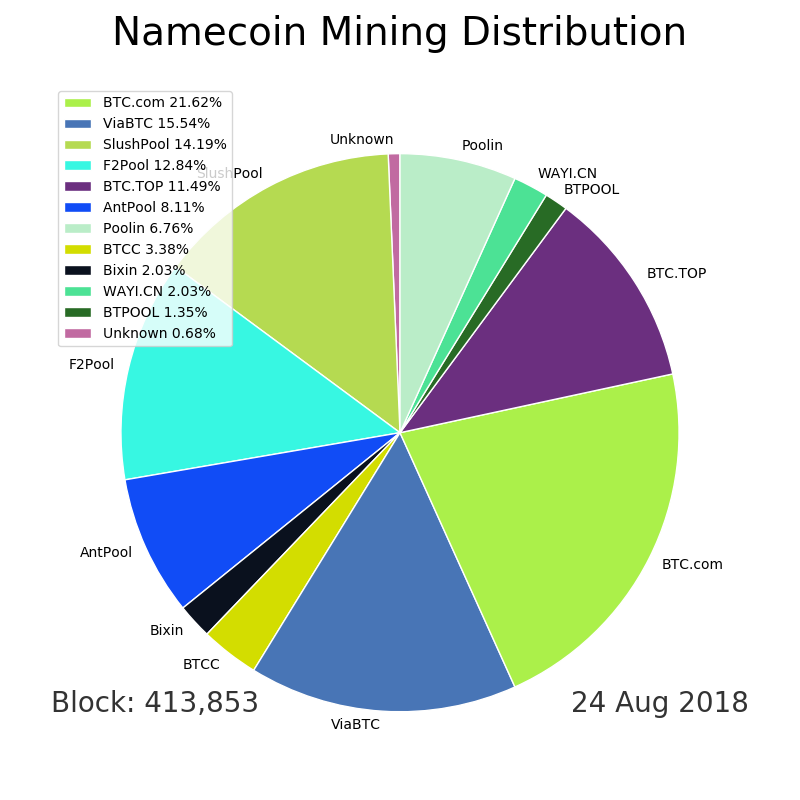 Namecoin Mining Distribution
BTC.com 21.62%
ViaBTC 15.54%
SlushPool 14.19%
F2Pool 12.84%
BTC.TOP 11.49%
AntPool 8.11%
Poolin 6.76%
BTCC 3.38%
Bixin 2.03%
WAYI.CN 2.03%
BTPOOL 1.35%
Unknown 0.68%
Unknown
Poolin
SlushPool
WAYI.CN
BTPOOL
BTC.TOP
F2Pool
AntPool
BTC.com
Bixin
BTCC
ViaBTC
Block: 413,853
24 Aug 2018